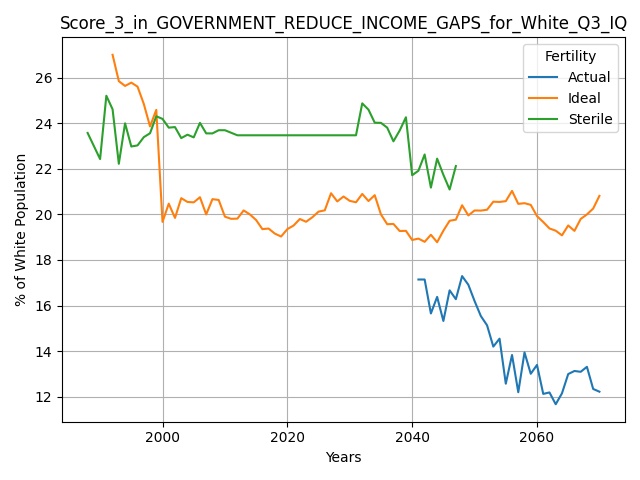 Score_3_in_GOVERNMENT_REDUCE_INCOME_GAPS_for_White_Q3_IQ
Fertility
Actual
Ideal
Sterile
% of White Population
26
24
22
20
18
16
14
12
2000
2020
2040
2060
Years